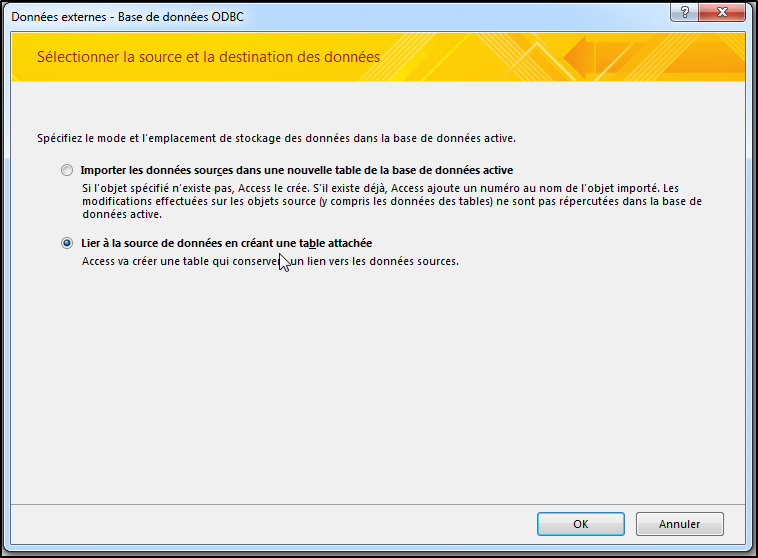 Données externes - Base de données ODBC
?
Sélectionner la source et la destination des données
Spécifiez le mode et l'emplacement de stockage des données dans la base de données active.
Importer les données sources dans une nouvelle table de la base de données active
Si l'objet spécifié n'existe pas, Access le crée. S'il existe déjà, Access ajoute un numéro au nom de l'objet importé. Les
modifications effectuées sur les objets source (y compris les données des tables) ne sont pas répercutées dans la base de
données active.
Lier à la source de données en créant une table attachée
Access va créer une table qui conserve un lien vers les données sources.
OK
Annuler